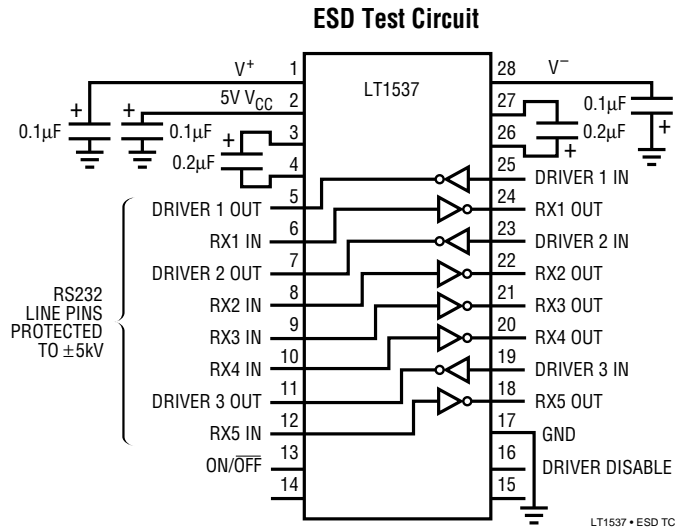 ESD Test Circuit
LT1537
V+ 1
5V VCC 2
3
4
DRIVER 1 OUT 5
RX1 IN 6
DRIVER 2 OUT 7
RX2 IN 8
RX3 IN 9
RX4 IN 10
DRIVER 3 OUT 11
RX5 IN 12
ON/OFF 13
14
28 V–
27
26
25 DRIVER 1 IN
24 RX1 OUT
23 DRIVER 2 IN
22 RX2 OUT
21 RX3 OUT
20 RX4 OUT
19 DRIVER 3 IN
18 RX5 OUT
17 GND
16 DRIVER DISABLE
15
+ 0.1µF
+ 0.1µF
+ 0.2µF
0.1µF +
0.2µF +
RS232
LINE PINS
PROTECTED
TO ±5kV
LT1537 • ESD TC